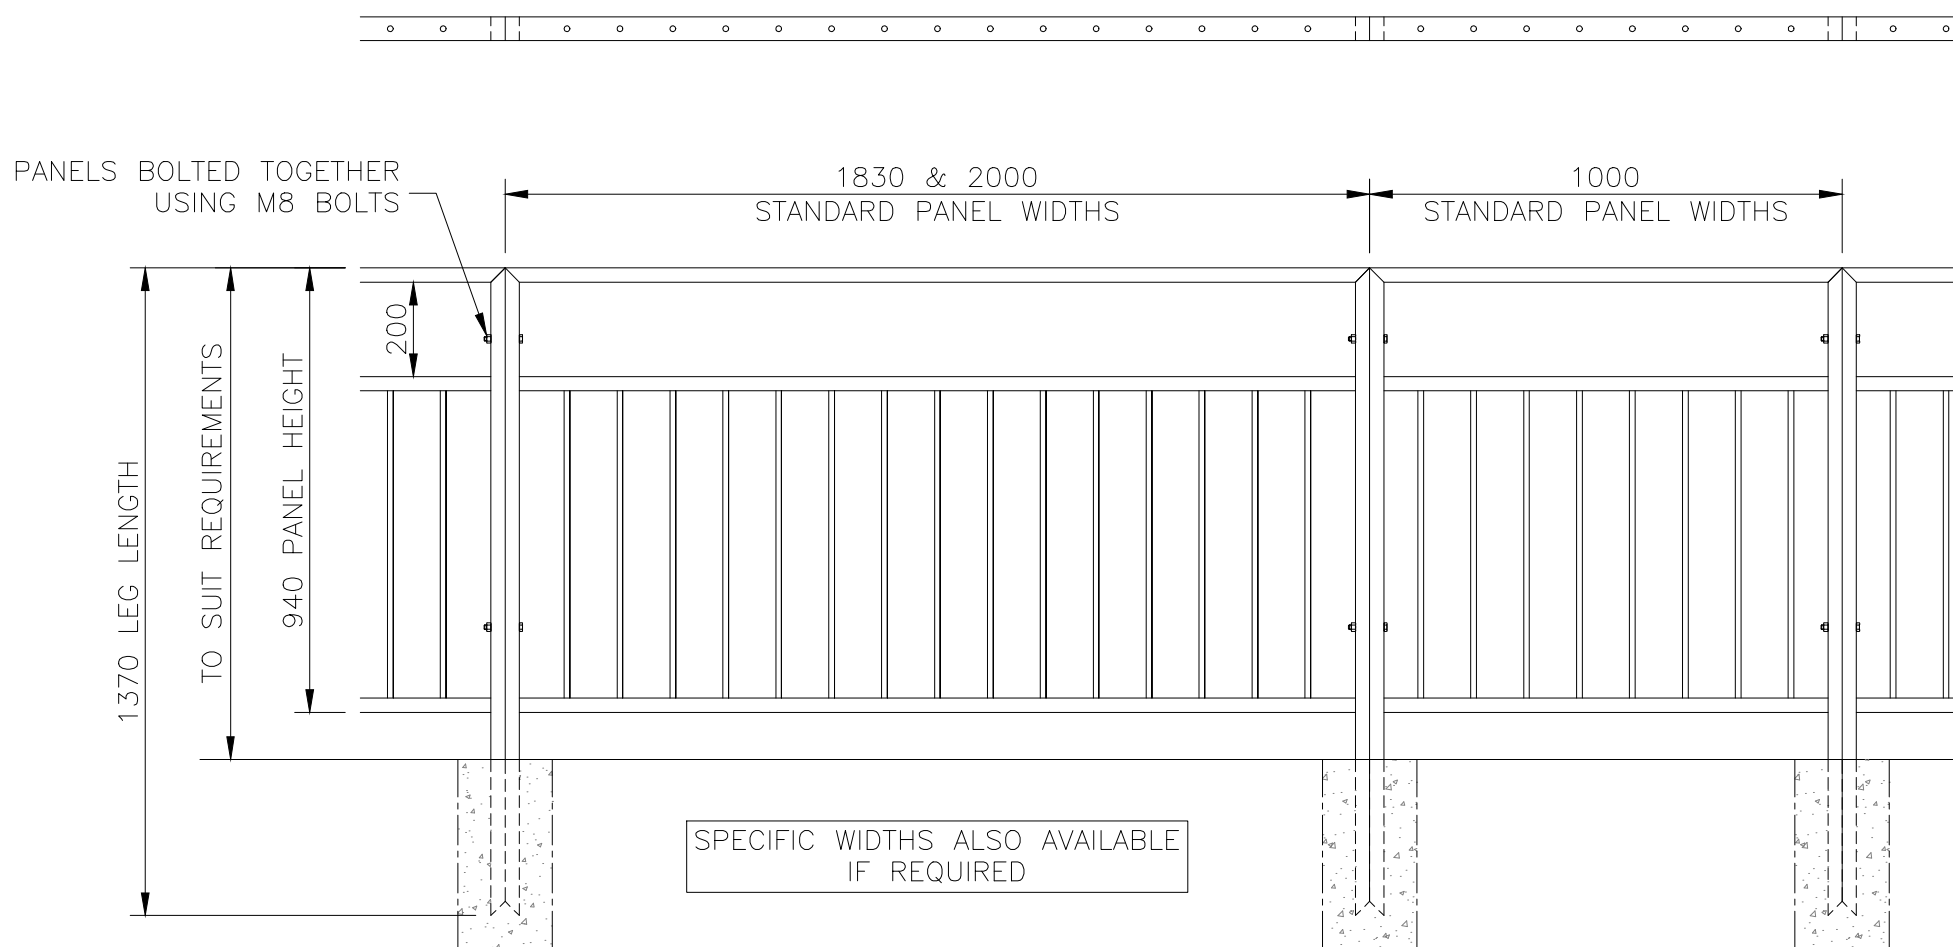 PANELS BOLTED TOGETHER
USING M8 BOLTS
1830 & 2000
STANDARD PANEL WIDTHS
1000
STANDARD PANEL WIDTHS
200
1370 LEG LENGTH
TO SUIT REQUIREMENTS
940 PANEL HEIGHT
SPECIFIC WIDTHS ALSO AVAILABLE
IF REQUIRED